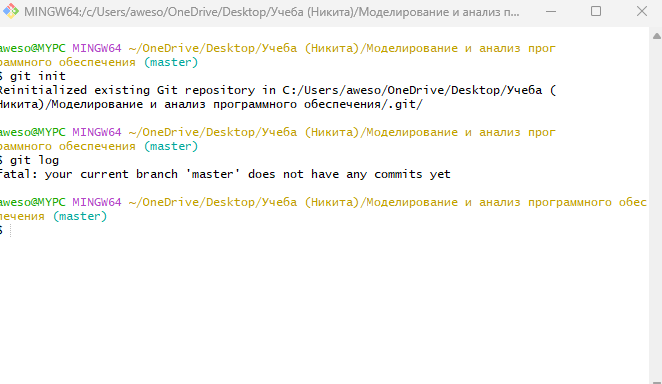 MINGW64:/c/Users/aweso/OneDrive/Desktop/Учеба (Никита)/Моделирование и анализ п...
aweso@MYPC MINGW64 ~/OneDrive/Desktop/Учеба (Никита)/Моделирование и анализ прог
раммного обеспечения (master)
$ git init
Reinitialized existing Git repository in C:/Users/aweso/OneDrive/Desktop/Учеба (
Никита)/Моделирование и анализ программного обеспечения/.git/
aweso@MYPC MINGW64 ~/OneDrive/Desktop/Учеба (Никита)/Моделирование и анализ прог
раммного обеспечения (master)
$ git log
fatal: your current branch 'master' does not have any commits yet
aweso@MYPC MINGW64 ~/OneDrive/Desktop/Учеба (Никита)/Моделирование и анализ программного обес
печения (master)
$